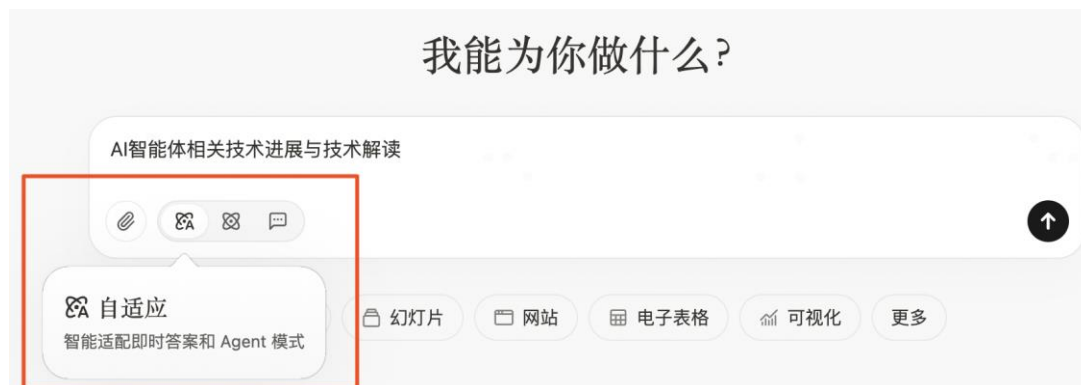 我能为你做什么?
AI智能体相关技术进展与技术解读
自适应
智能适配即时答案和 Agent 模式
幻灯片
网站
电子表格
可视化
更多